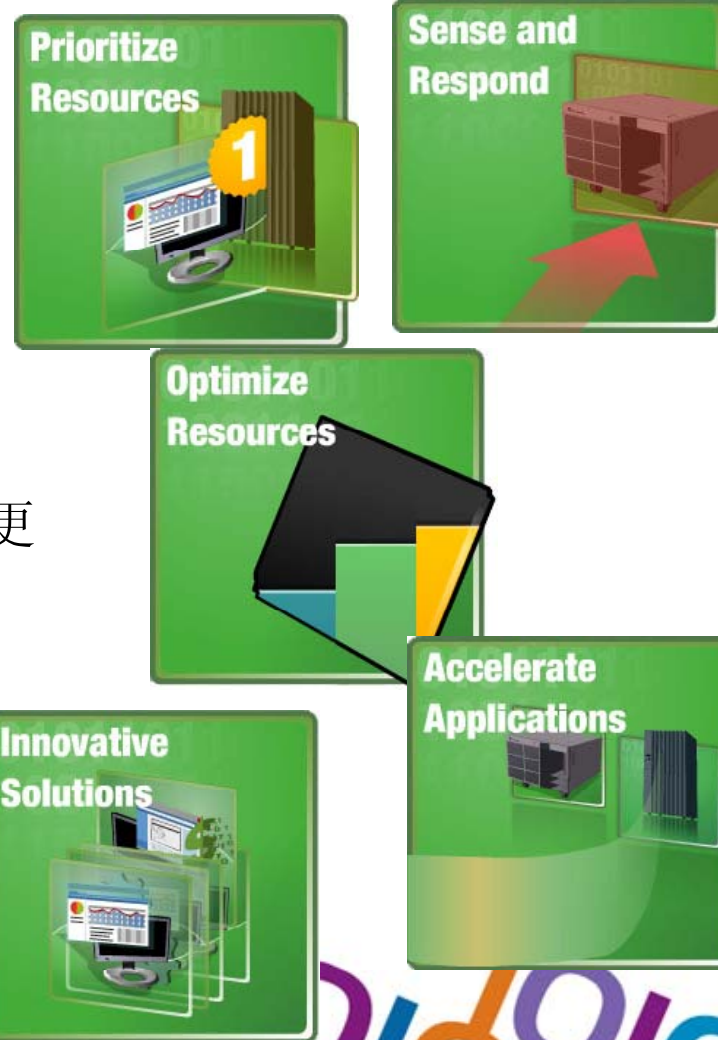 Prioritize
Resources
1
Sense and
Respond
Optimize
Resources
更
Accelerate
Applications
Innovative
Solutions